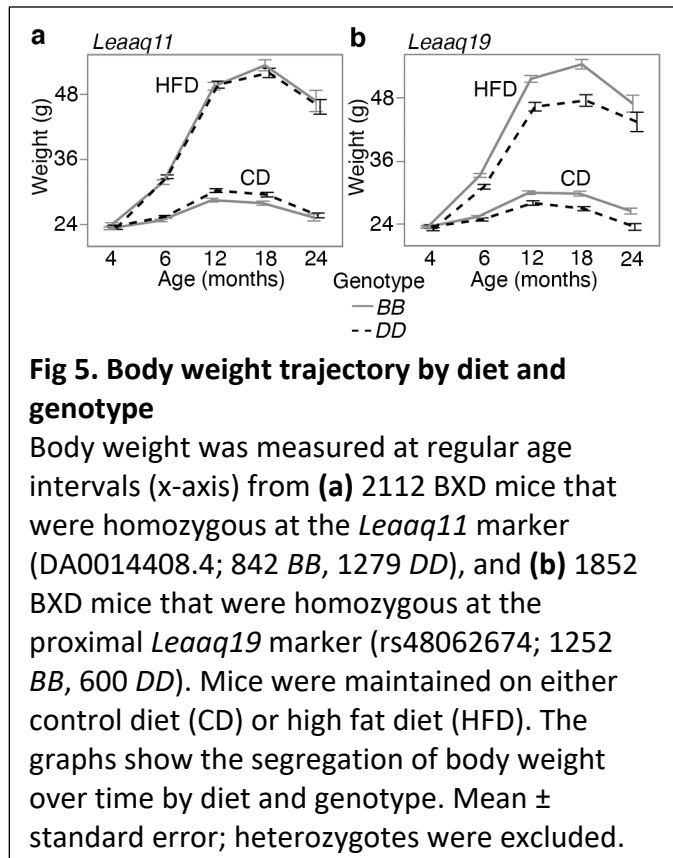 a Leaaq11 b Leaaq19
HFD HFD
CD CD
Weight (g) Weight (g)
48 48
36 36
24 24
4 6 12 18 24 4 6 12 18 24
Age (months) Age (months)
Genotype
BB
DD
Fig 5. Body weight trajectory by diet and
genotype
Body weight was measured at regular age
intervals (x-axis) from (a) 2112 BXD mice that
were homozygous at the Leaaq11 marker
(DA0014408.4; 842 BB, 1279 DD), and (b) 1852
BXD mice that were homozygous at the
proximal Leaaq19 marker (rs48062674; 1252
BB, 600 DD). Mice were maintained on either
control diet (CD) or high fat diet (HFD). The
graphs show the segregation of body weight
over time by diet and genotype. Mean ±
standard error; heterozygotes were excluded.